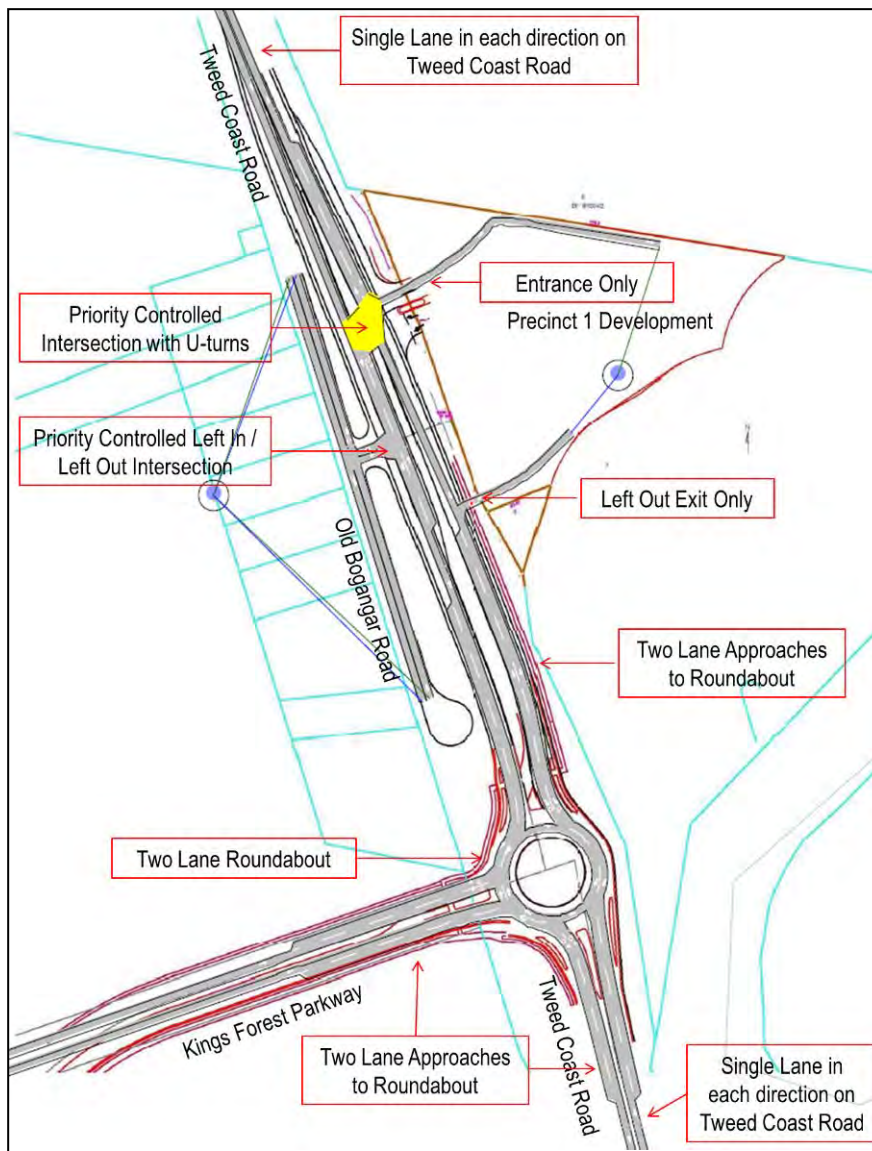 Single Lane in each direction on
Tweed Coast Road
Tweed Coast Road
Entrance Only
Precinct 1 Development
Priority Controlled
Intersection with U-turns
Priority Controlled Left In /
Left Out Intersection
Left Out Exit Only
Old Bogangar Road
Two Lane Approaches
to Roundabout
Two Lane Roundabout
Kings Forest Parkway
Tweed Coast Road
Two Lane Approaches
to Roundabout
Single Lane in
each direction on
Tweed Coast Road